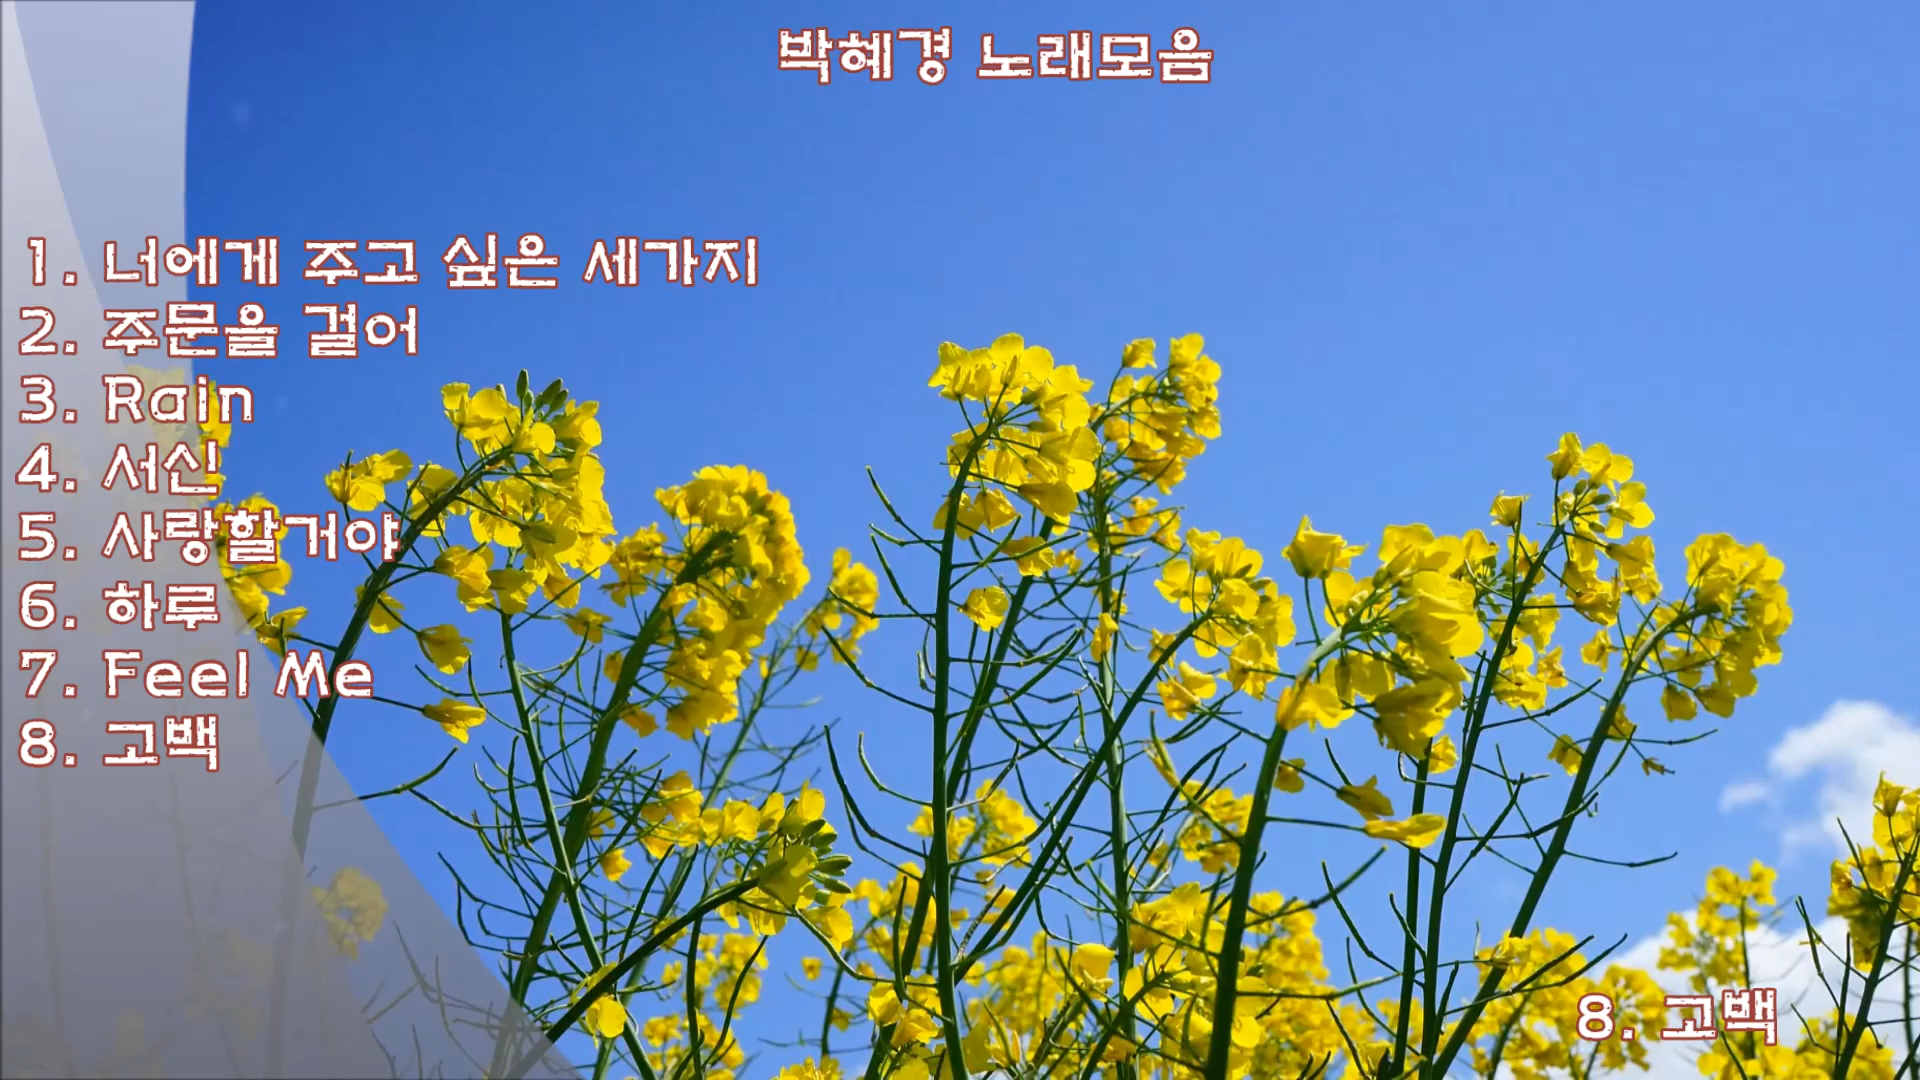 박혜경 노래모음
1. 너에게 주고 싶은 세가지
2. 주문을 걸어
3. Rain
4. 서신
5. 사랑할거야
6. 하루
7. Feel Me
8. 고백
8. 고백